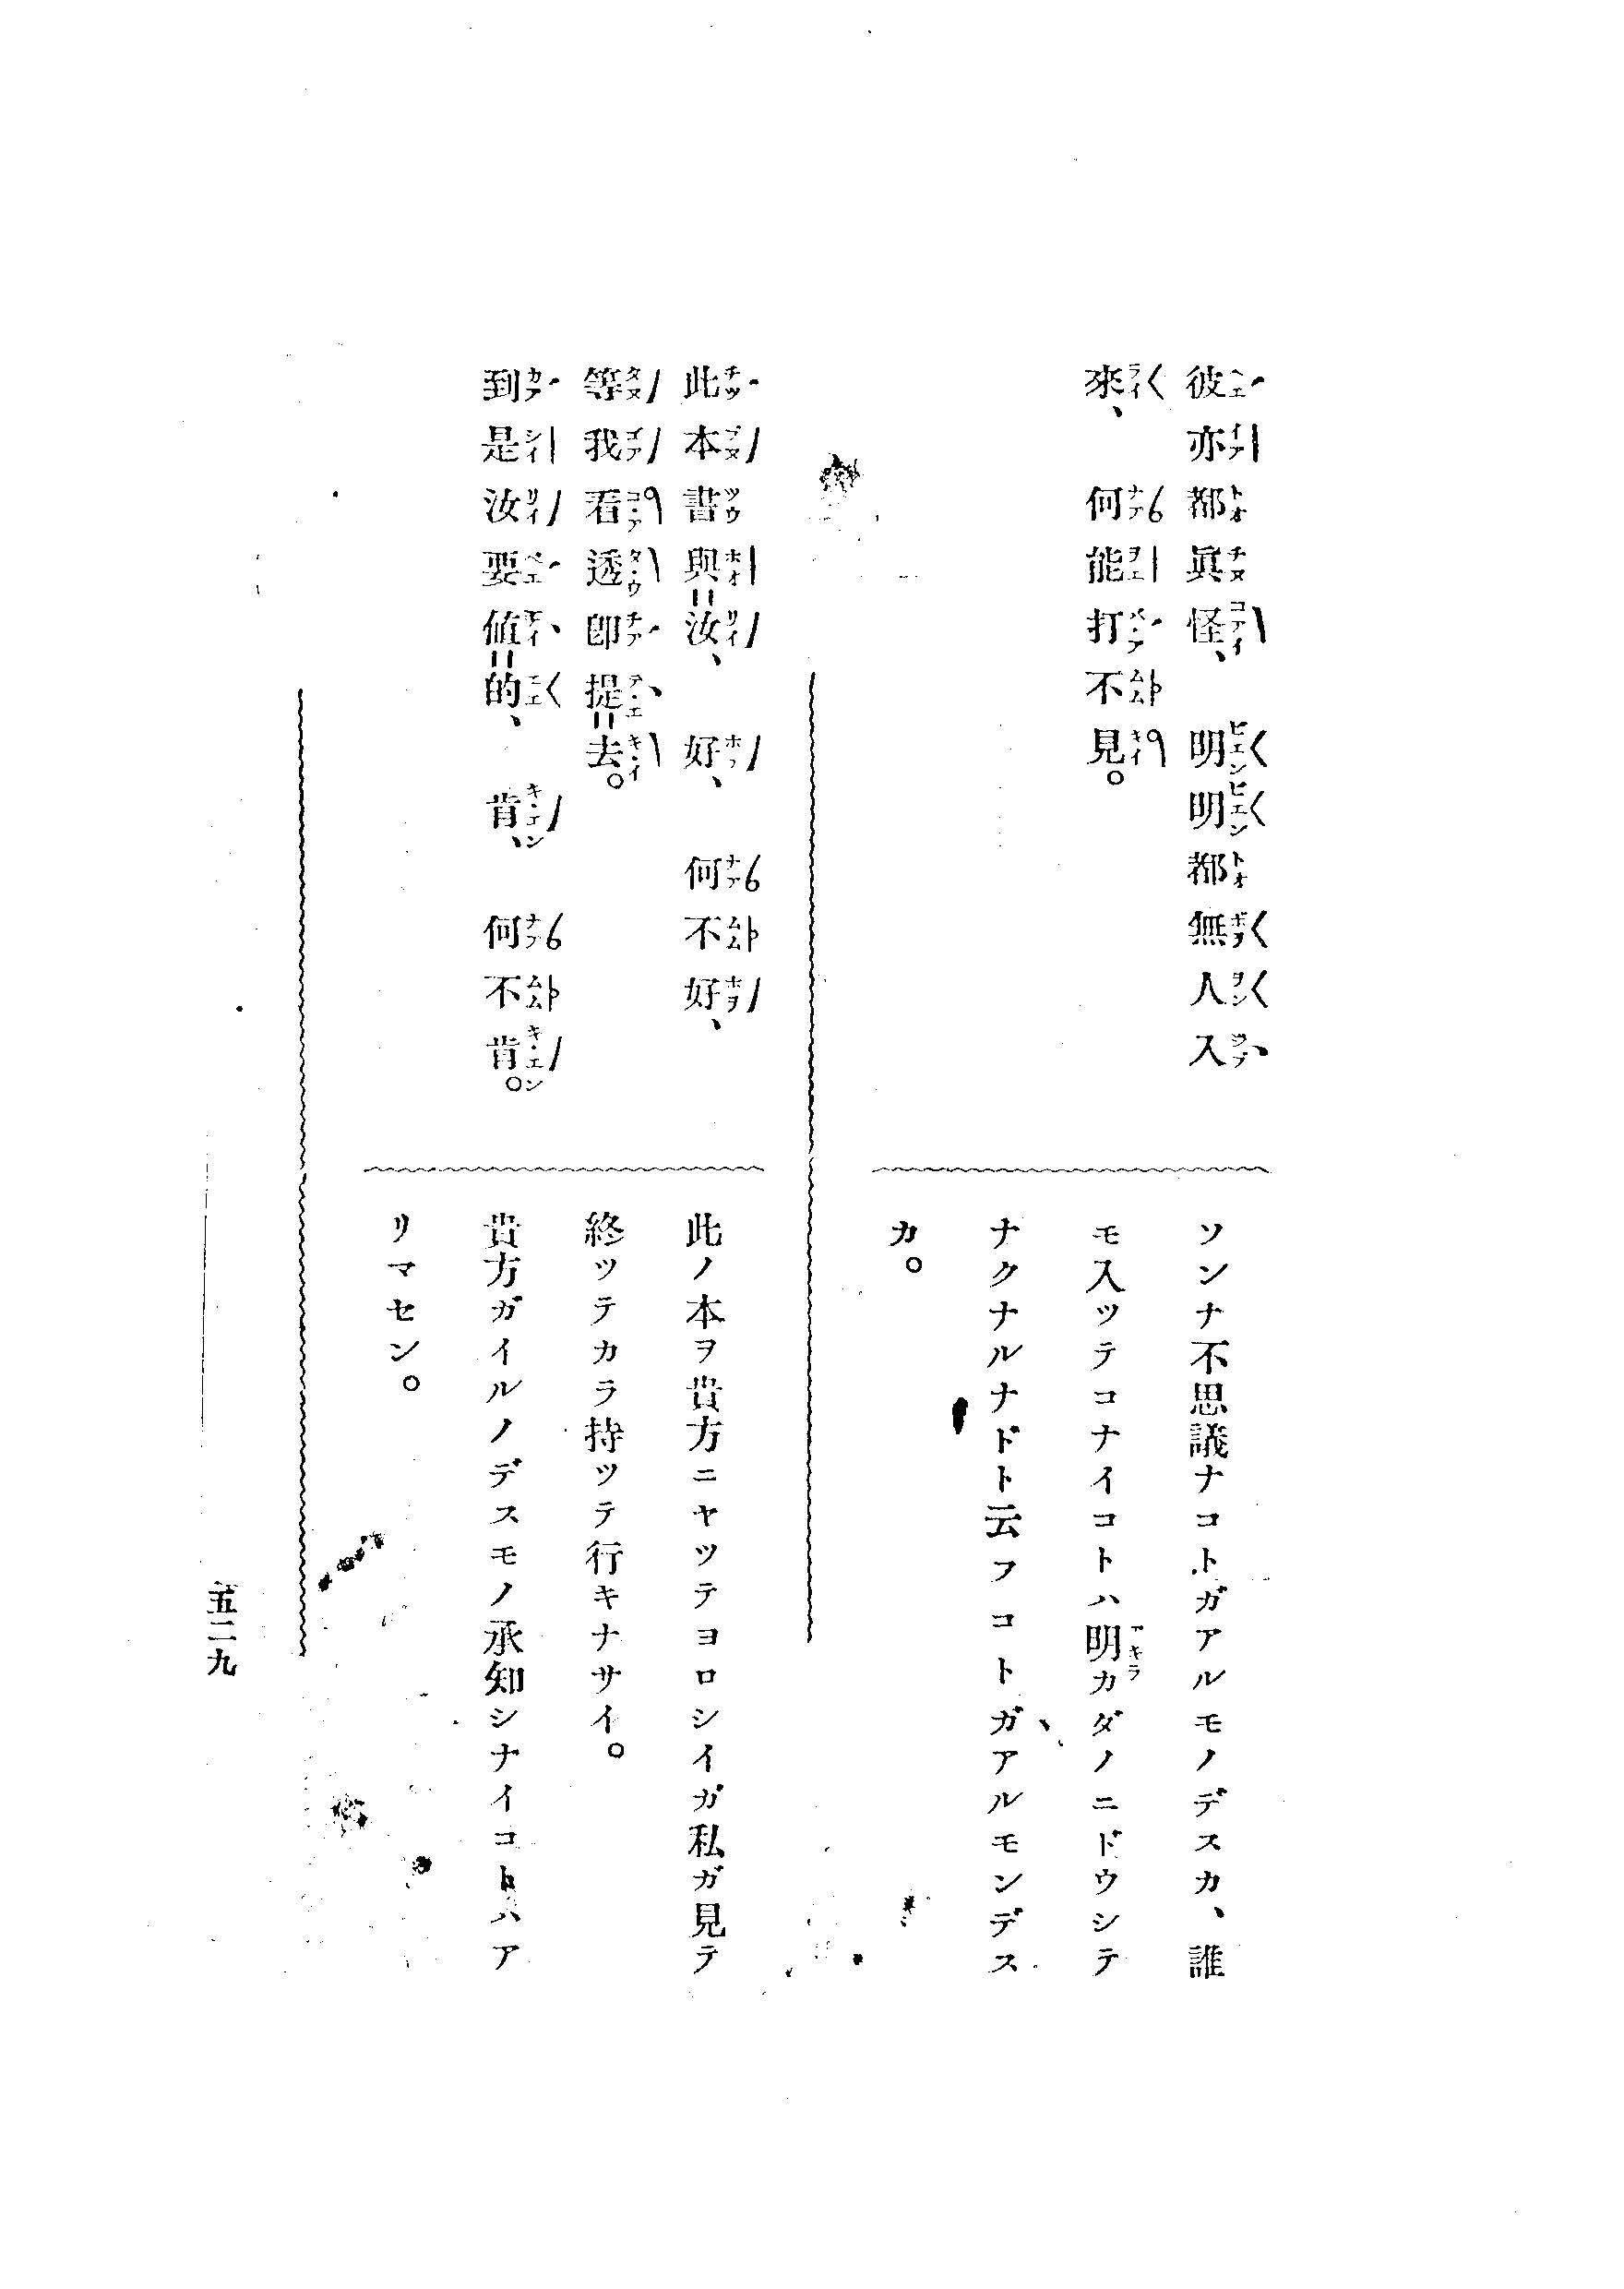 彼亦都眞怪、明明都無人入
來、何能打不見。
ソンナ不思議ナコトガアルモノデスカ、誰
モ入ッテコナイコトハ明カダノニドウシテ
ナクナルナドト云フコトガアルモンデス
カ。
此本書與汝、好、何不好、
等我看透卽提去。
到是汝要値的、肯、何不肯。
此ノ本ヲ貴方ニヤッテヨロシイガ私ガ見テ
終ッテカラ持ッテ行キナサイ。
貴方ガイルノデスモノ承知シナイコトハア
リマセン。
五二九